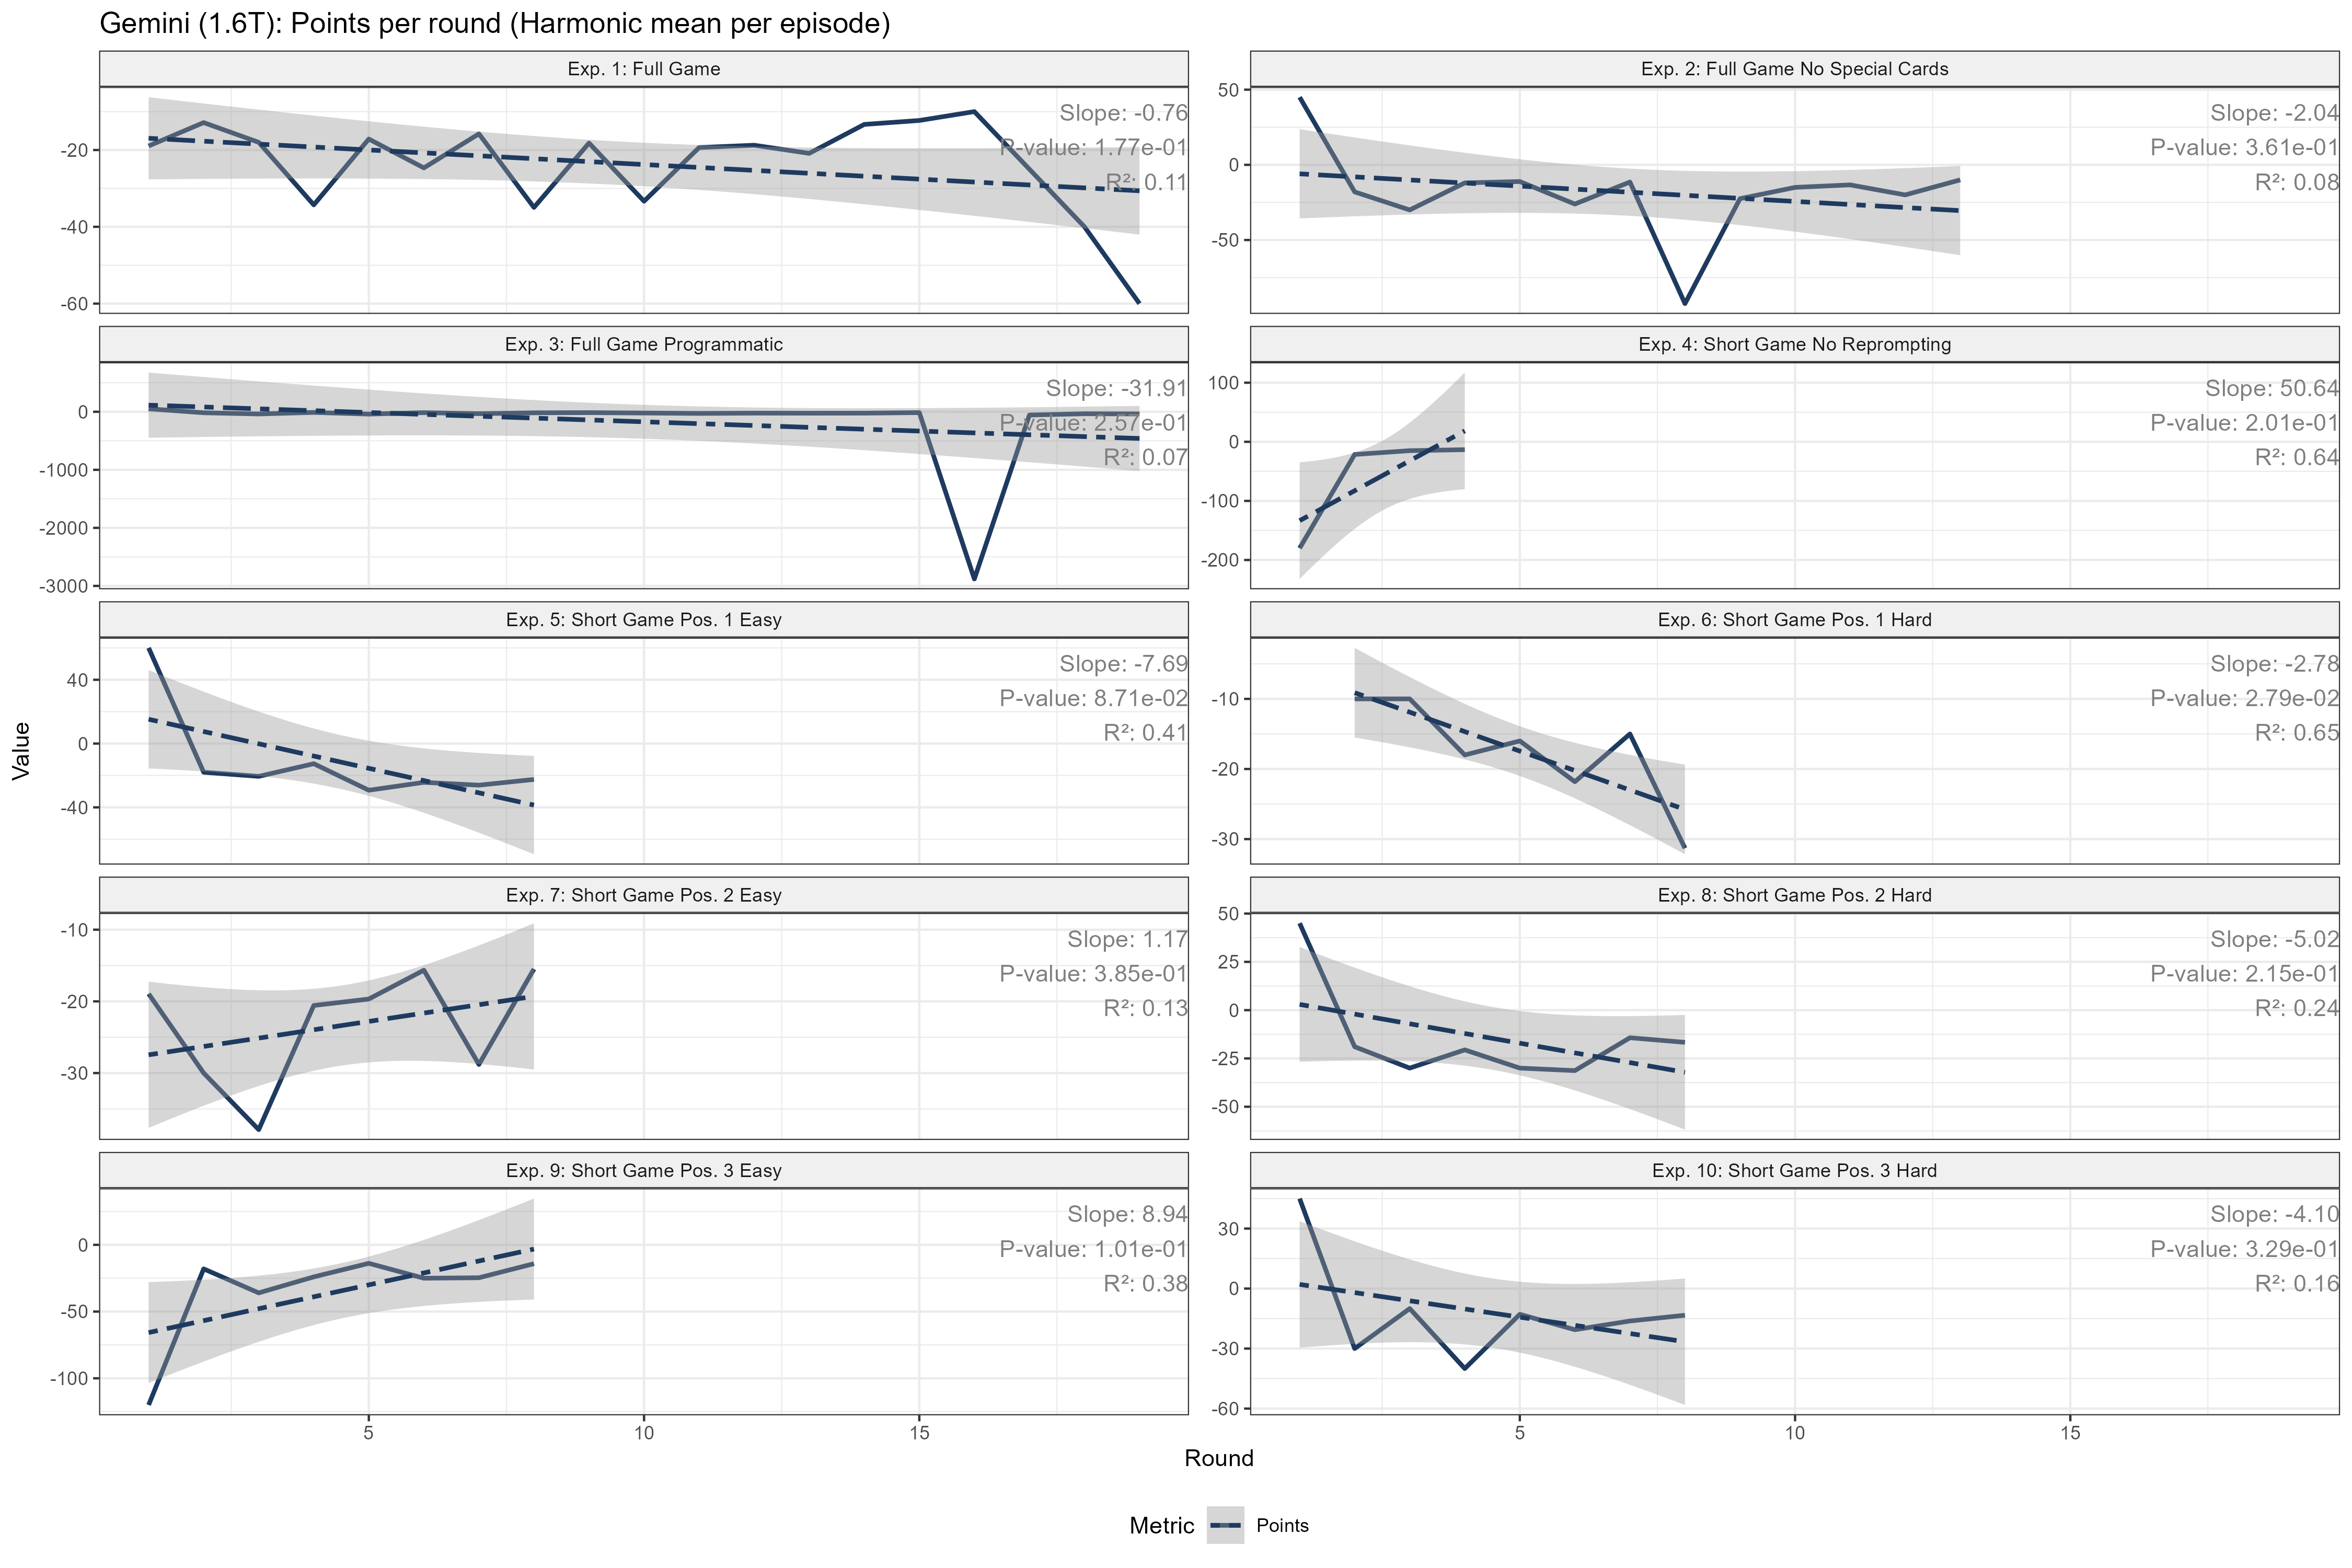 Gemini (1.6T): Points per round (Harmonic mean per episode)
Exp. 1: Full Game
Slope: -0.76
P-value: 1.77e-01
R²: 0.11
-20
-40
-60
Exp. 2: Full Game No Special Cards
Slope: -2.04
P-value: 3.61e-01
R²: 0.08
50
0
-50
Exp. 3: Full Game Programmatic
Slope: -31.91
P-value: 2.57e-01
R²: 0.07
0
-1000
-2000
-3000
Exp. 4: Short Game No Reprompting
Slope: 50.64
P-value: 2.01e-01
R²: 0.64
100
0
-100
-200
Exp. 5: Short Game Pos. 1 Easy
Slope: -7.69
P-value: 8.71e-02
R²: 0.41
40
0
-40
Exp. 6: Short Game Pos. 1 Hard
Slope: -2.78
P-value: 2.79e-02
R²: 0.65
-10
-20
-30
Exp. 7: Short Game Pos. 2 Easy
Slope: 1.17
P-value: 3.85e-01
R²: 0.13
-10
-20
-30
Exp. 8: Short Game Pos. 2 Hard
Slope: -5.02
P-value: 2.15e-01
R²: 0.24
50
25
0
-25
-50
Exp. 9: Short Game Pos. 3 Easy
Slope: 8.94
P-value: 1.01e-01
R²: 0.38
0
-50
-100
Exp. 10: Short Game Pos. 3 Hard
Slope: -4.10
P-value: 3.29e-01
R²: 0.16
30
0
-30
-60
5 10 15
5 10 15
Value
Round
Metric Points